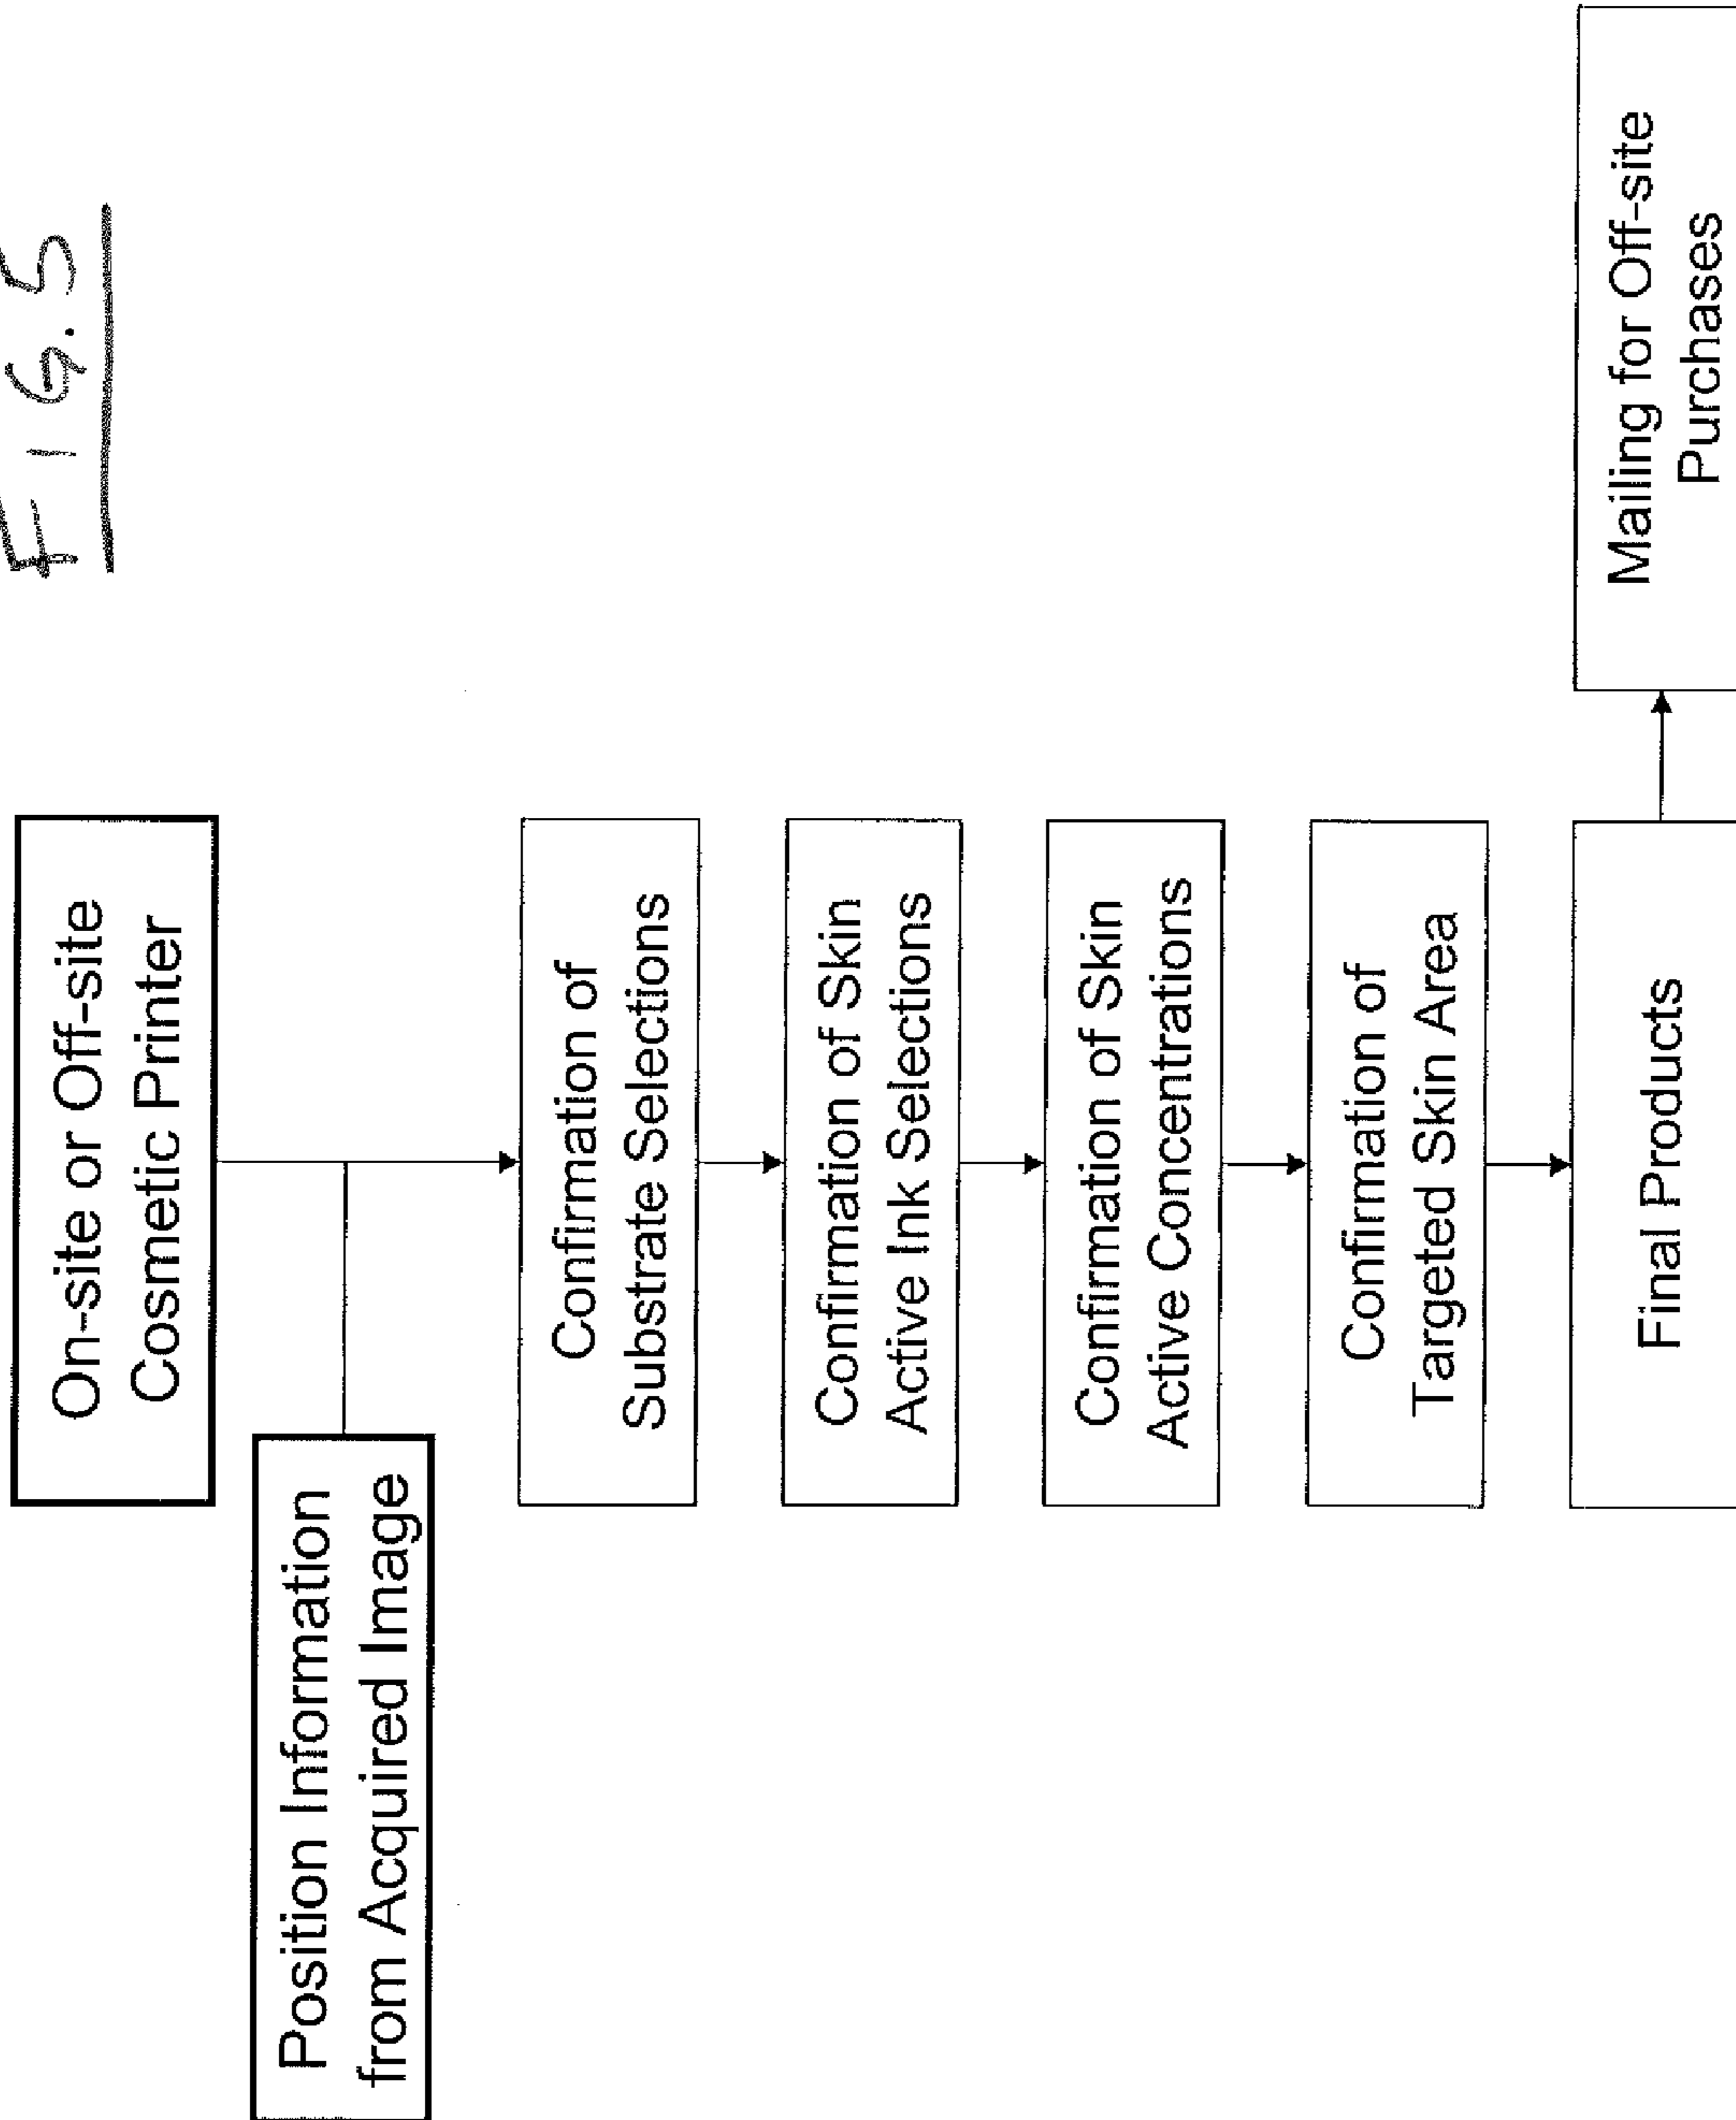 FIG. 5
On-site or Off-site
Cosmetic Printer
Position Information
from Acquired Image
Confirmation of
Substrate Selections
Confirmation of Skin
Active Ink Selections
Confirmation of Skin
Active Concentrations
Confirmation of
Targeted Skin Area
Final Products
Mailing for Off-site
Purchases